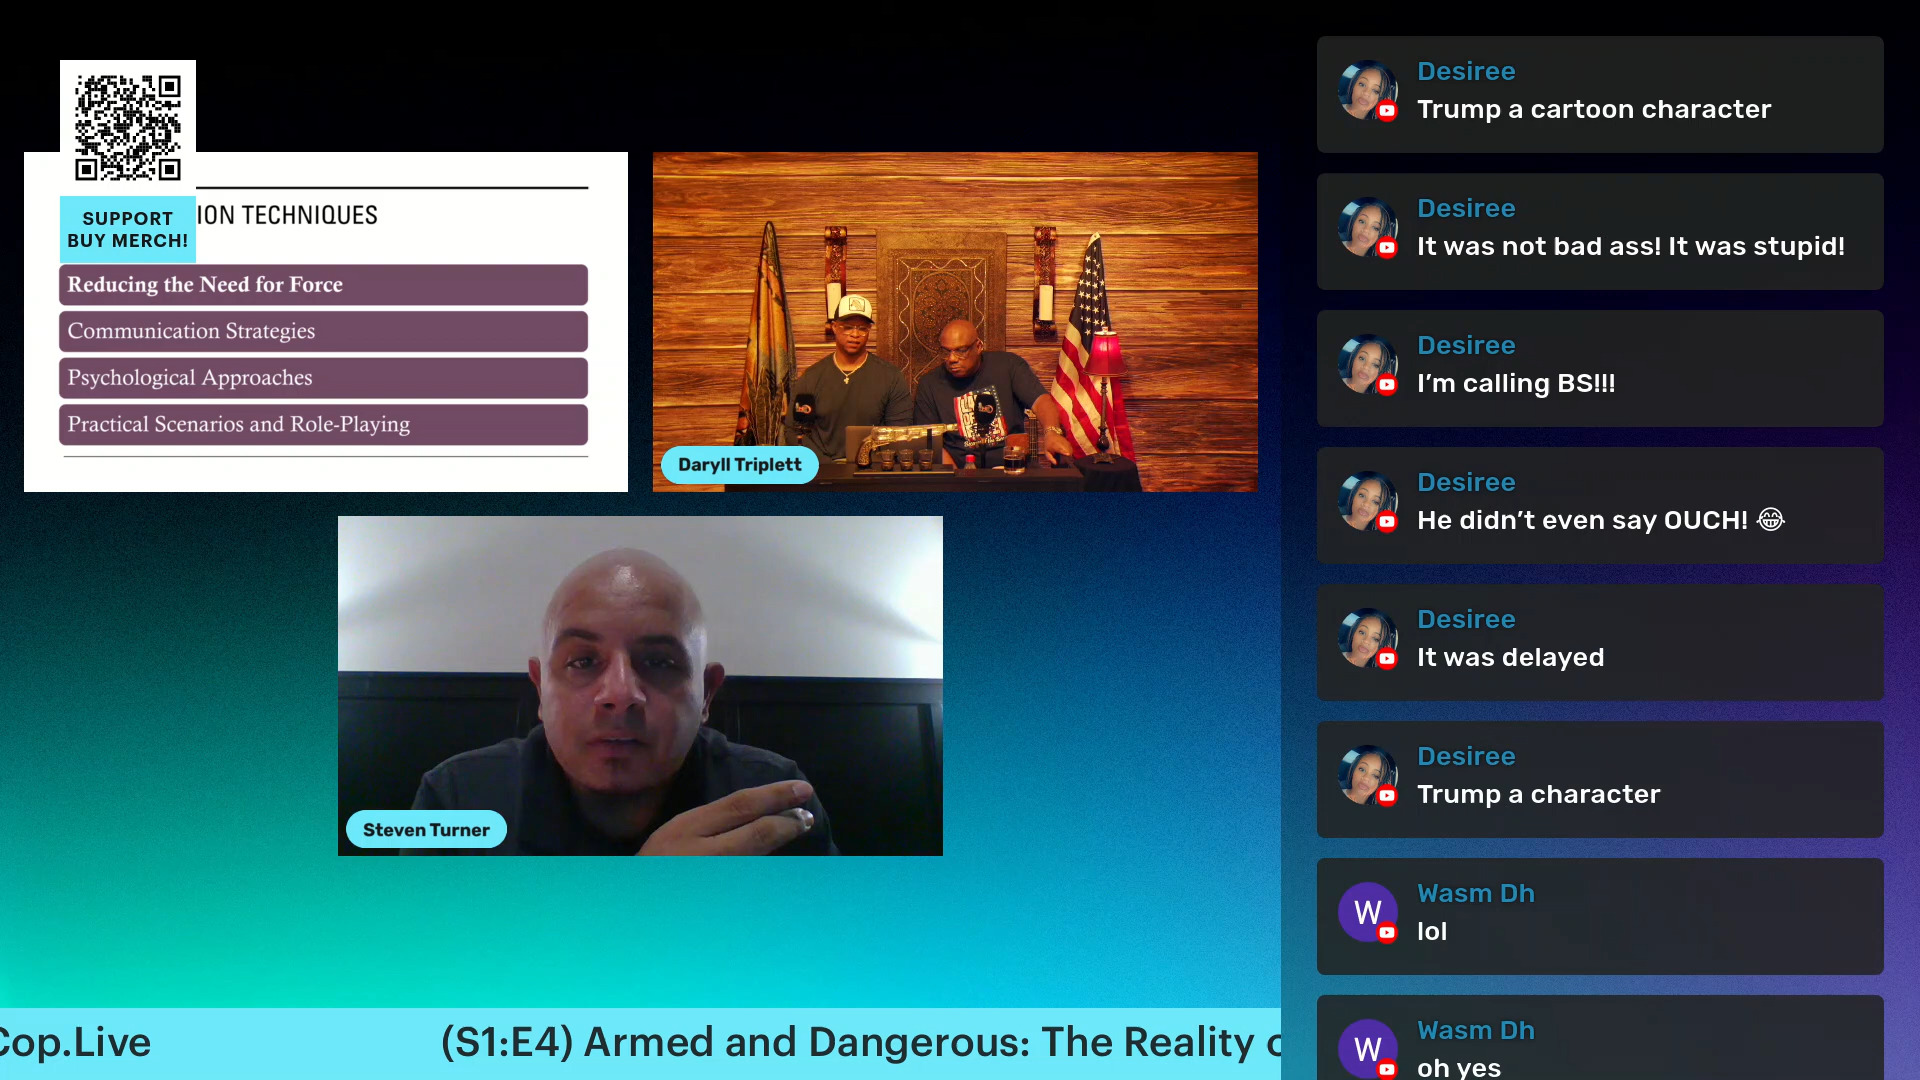 SUPPORT
BUY MERCH!
ION TECHNIQUES
Reducing the Need for Force
Communication Strategies
Psychological Approaches
Practical Scenarios and Role-Playing
Daryll Triplett
Steven Turner
Cop.Live
(S1:E4) Armed and Dangerous: The Reality
Desiree
Trump a cartoon character
Desiree
It was not bad ass! It was stupid!
Desiree
I’m calling BS!!!
Desiree
He didn’t even say OUCH! 😂
Desiree
It was delayed
Desiree
Trump a character
W
Wasm Dh
lol
W
Wasm Dh
oh yes